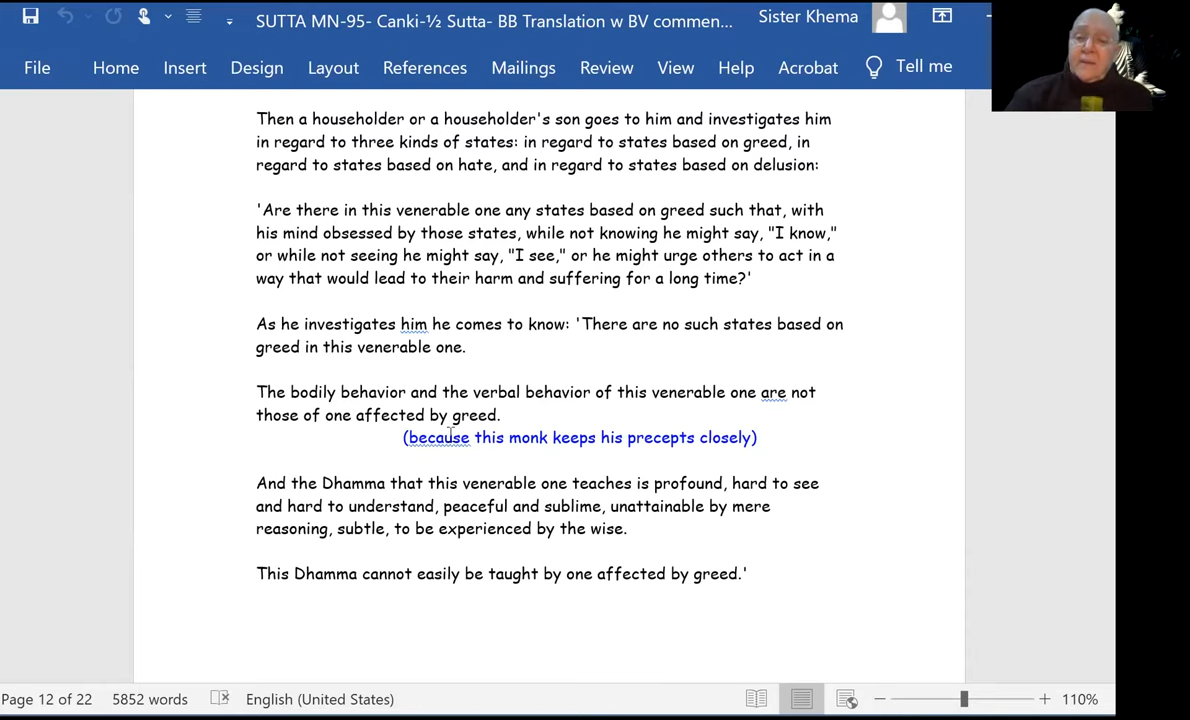 SUTTA MN-95- Canki-½ Sutta- BB Translation w BV commen...
Sister Khema
File Home Insert Design Layout References Mailings Review View Help Acrobat Tell me
Then a householder or a householder's son goes to him and investigates him
in regard to three kinds of states: in regard to states based on greed, in
regard to states based on hate, and in regard to states based on delusion:
'Are there in this venerable one any states based on greed such that, with
his mind obsessed by those states, while not knowing he might say, "I know,"
or while not seeing he might say, "I see," or he might urge others to act in a
way that would lead to their harm and suffering for a long time?'
As he investigates him he comes to know: 'There are no such states based on
greed in this venerable one.
The bodily behavior and the verbal behavior of this venerable one are not
those of one affected by greed.
(because this monk keeps his precepts closely)
And the Dhamma that this venerable one teaches is profound, hard to see
and hard to understand, peaceful and sublime, unattainable by mere
reasoning, subtle, to be experienced by the wise.
This Dhamma cannot easily be taught by one affected by greed.'
Page 12 of 22 5852 words English (United States) 110%